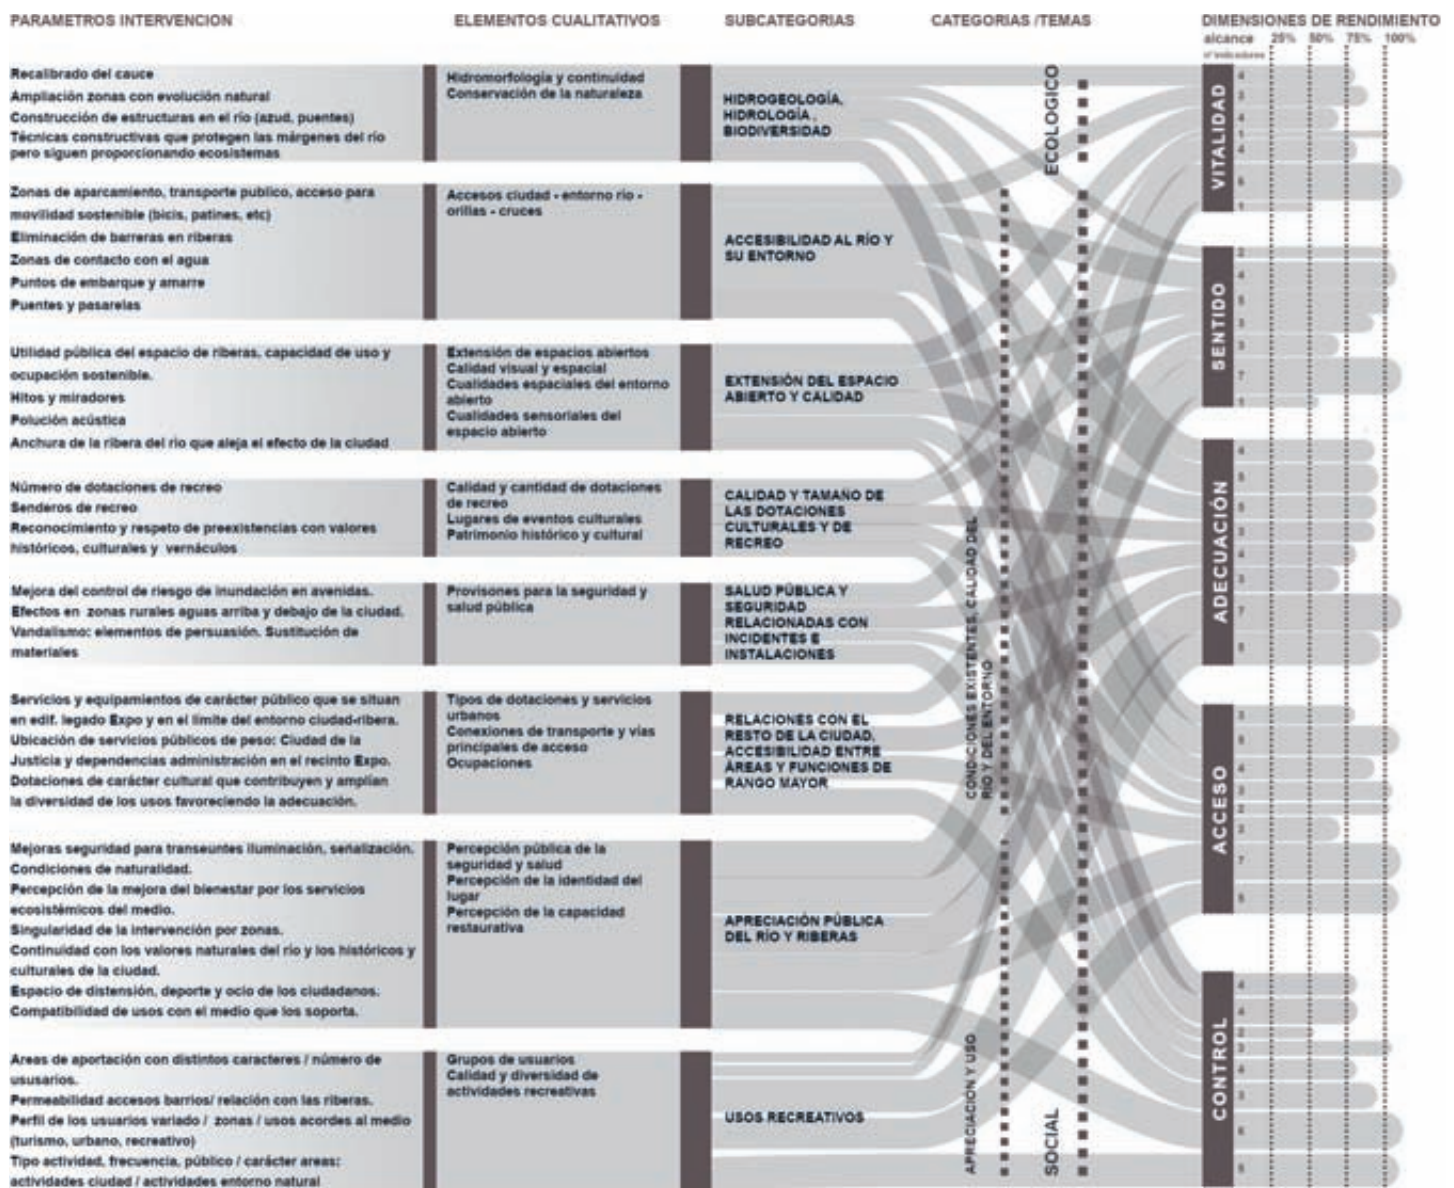 PARAMETROS INTERVENCION
ELEMENTOS CUALITATIVOS
SUBCATEGORIAS
CATEGORIAS /TEMAS
DIMENSIONES DE RENDIMIENTO
alcance 25% 50% 75% 100%
nº indicadores
Recalibrado del cauce
Ampliación zonas con evolución natural
Construcción de estructuras en el río (azud, puentes)
Técnicas constructivas que protegen las márgenes del río
pero siguen proporcionando ecosistemas
Hidromorfología y continuidad
Conservación de la naturaleza
HIDROGEOLOGÍA,
HIDROLOGÍA ,
BIODIVERSIDAD
Zonas de aparcamiento, transporte publico, acceso para
movilidad sostenible (bicis, patines, etc)
Eliminación de barreras en riberas
Zonas de contacto con el agua
Puntos de embarque y amarre
Puentes y pasarelas
Accesos ciudad - entorno río -
orillas - cruces
ACCESIBILIDAD AL RÍO Y
SU ENTORNO
Utilidad pública del espacio de riberas, capacidad de uso y
ocupación sostenible.
Hitos y miradores
Polución acústica
Anchura de la ribera del río que aleja el efecto de la ciudad
Extensión de espacios abiertos
Calidad visual y espacial
Cualidades espaciales del entorno
abierto
Cualidades sensoriales del
espacio abierto
EXTENSIÓN DEL ESPACIO
ABIERTO Y CALIDAD
Número de dotaciones de recreo
Senderos de recreo
Reconocimiento y respeto de preexistencias con valores
históricos, culturales y vernáculos
Calidad y cantidad de dotaciones
de recreo
Lugares de eventos culturales
Patrimonio histórico y cultural
CALIDAD Y TAMAÑO DE
LAS DOTACIONES
CULTURALES Y DE
RECREO
Mejora del control de riesgo de inundación en avenidas.
Efectos en zonas rurales aguas arriba y debajo de la ciudad.
Vandalismo: elementos de persuasión. Sustitución de
materiales
Provisones para la seguridad y
salud pública
SALUD PÚBLICA Y
SEGURIDAD
RELACIONADAS CON
INCIDENTES E
INSTALACIONES
Servicios y equipamientos de carácter público que se situan
en edif. legado Expo y en el límite del entorno ciudad-ribera.
Ubicación de servicios públicos de peso: Ciudad de la
Justicia y dependencias administración en el recinto Expo.
Dotaciones de carácter cultural que contribuyen y amplían
la diversidad de los usos favoreciendo la adecuación.
Tipos de dotaciones y servicios
urbanos
Conexiones de transporte y vías
principales de acceso
Ocupaciones
RELACIONES CON EL
RESTO DE LA CIUDAD,
ACCESIBILIDAD ENTRE
ÁREAS Y FUNCIONES DE
RANGO MAYOR
Mejoras seguridad para transeuntes iluminación, señalización.
Condiciones de naturalidad.
Percepción de la mejora del bienestar por los servicios
ecosistémicos del medio.
Singularidad de la intervención por zonas.
Continuidad con los valores naturales del río y los históricos y
culturales de la ciudad.
Espacio de distensión, deporte y ocio de los ciudadanos.
Compatibilidad de usos con el medio que los soporta.
Percepción pública de la
seguridad y salud
Percepción de la identidad del
lugar
Percepción de la capacidad
restaurativa
APRECIACIÓN PÚBLICA
DEL RÍO Y RIBERAS
Areas de aportación con distintos caracteres / número de
ususarios.
Permeabilidad accesos barrios/ relación con las riberas.
Perfil de los usuarios variado / zonas / usos acordes al medio
(turismo, urbano, recreativo)
Tipo actividad, frecuencia, público / carácter areas:
actividades ciudad / actividades entorno natural
Grupos de usuarios
Calidad y diversidad de
actividades recreativas
USOS RECREATIVOS
ECOLOGICO
CONDICIONES EXISTENTES, CALIDAD DEL
RÍO Y DEL ENTORNO
APRECIACION Y USO
SOCIAL
VITALIDAD
SENTIDO
ADECUACIÓN
ACCESO
CONTROL